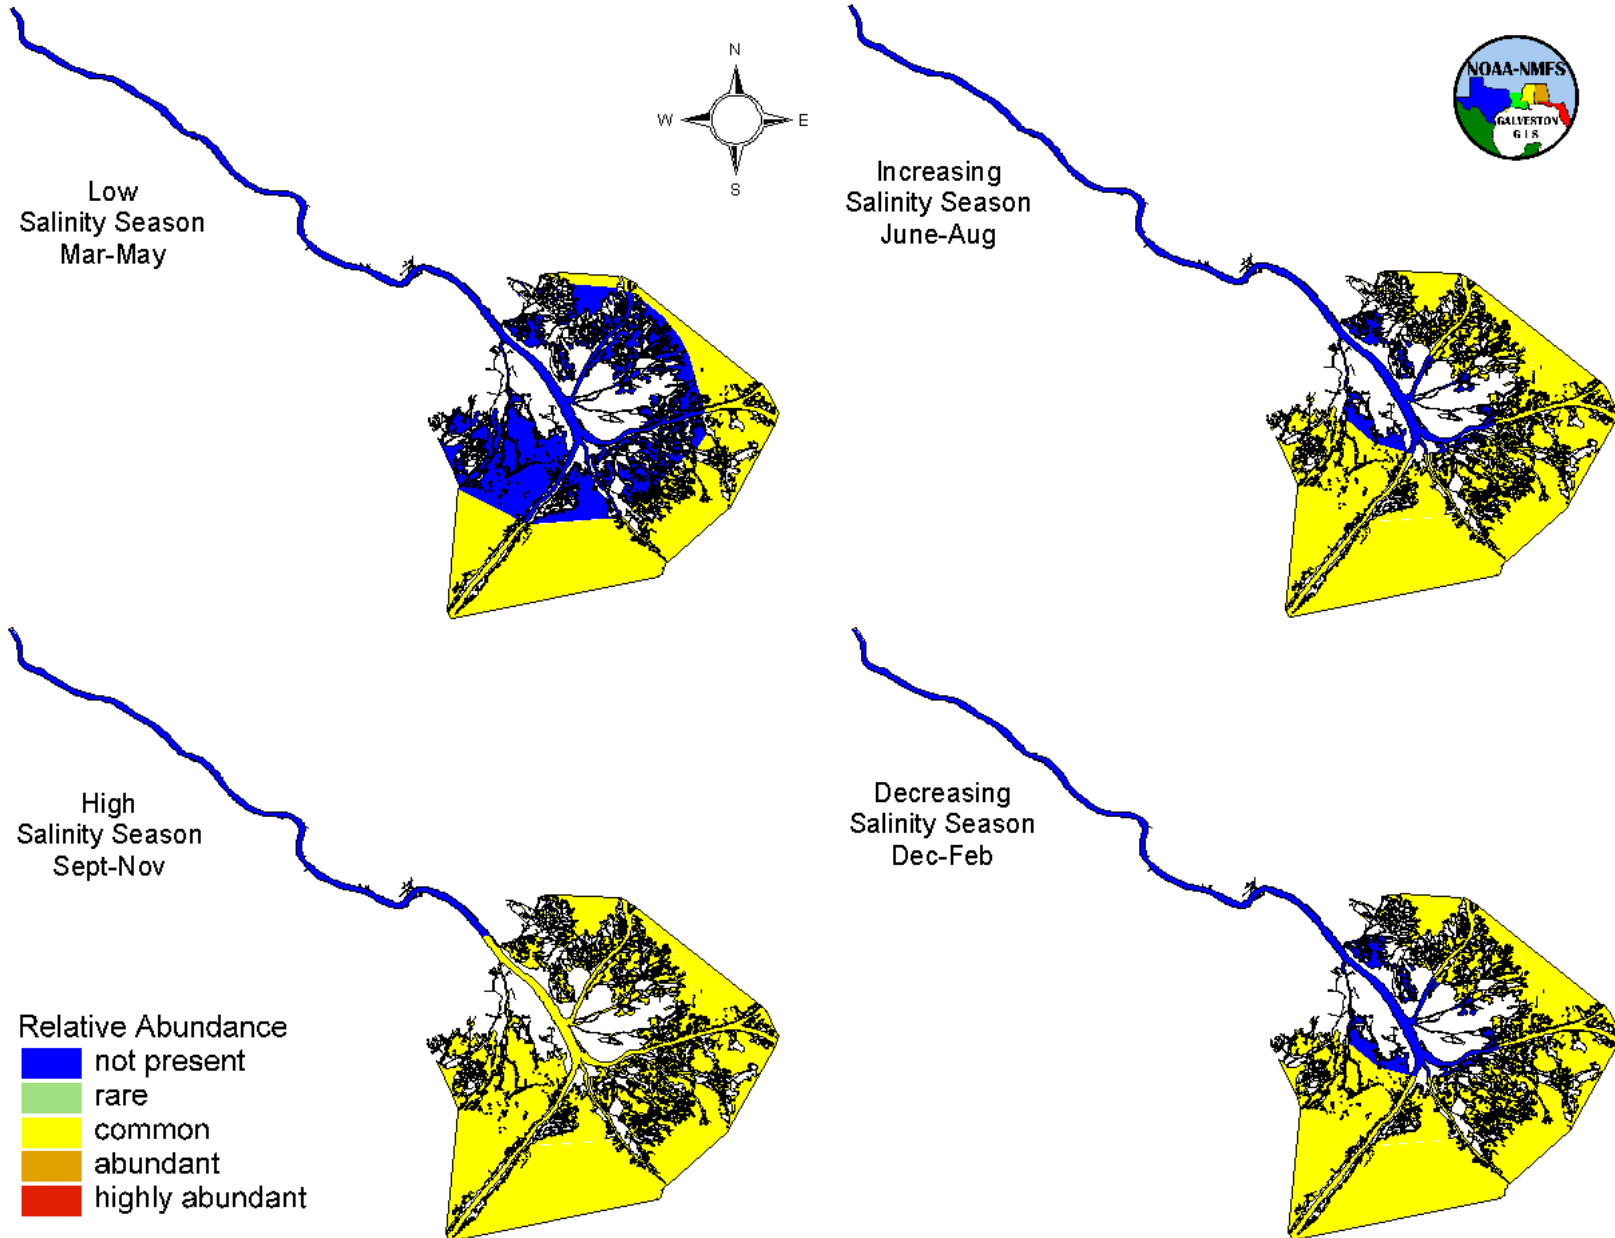 N
W E
S
NOAA-NMFS
GALVESTON
G I S
Low
Salinity Season
Mar-May
Increasing
Salinity Season
June-Aug
High
Salinity Season
Sept-Nov
Decreasing
Salinity Season
Dec-Feb
Relative Abundance
not present
rare
common
abundant
highly abundant